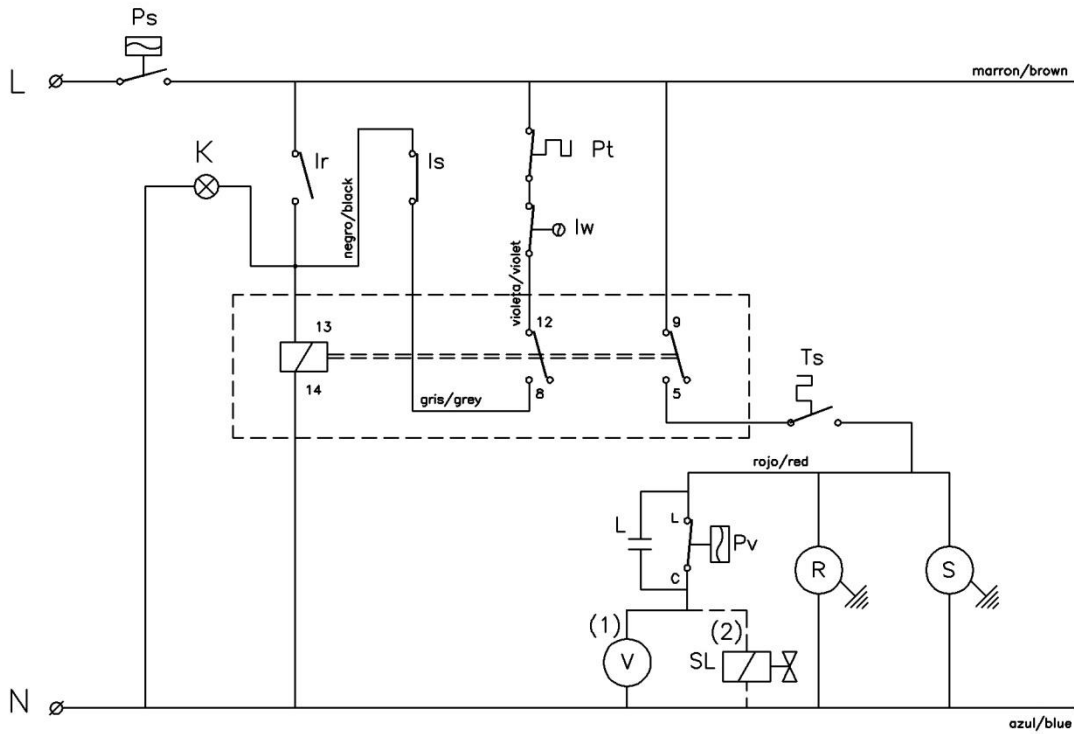 Ps
L
marron/brown
K
Ir
negro/black
Is
Pt
Iw
violeta/violet
13
12
9
14
8
5
gris/grey
Ts
rojo/red
L
L
Pv
C
R
S
(1)
(2)
V
SL
N
azul/blue